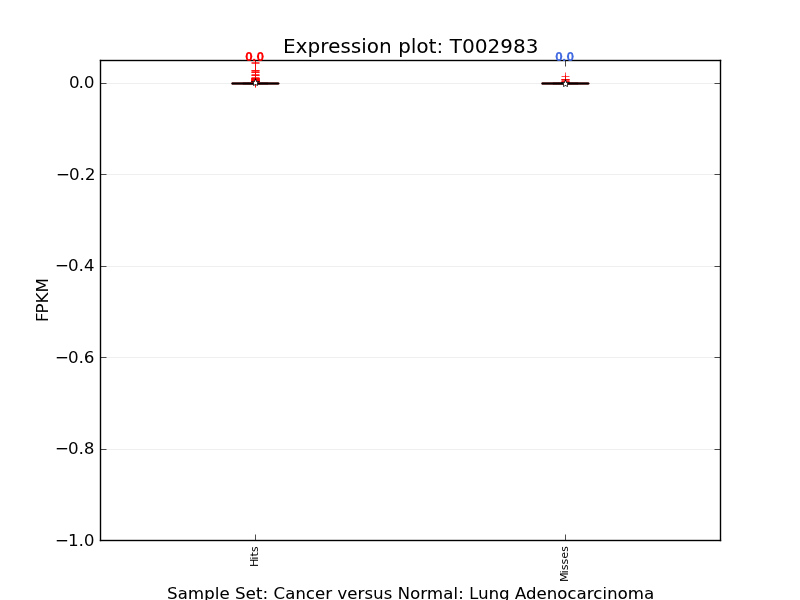 Expression plot: T002983
0.0
0.0
0.0
−0.2
−0.4
−0.6
−0.8
−1.0
FPKM
Hits
Misses
Sample Set: Cancer versus Normal: Lung Adenocarcinoma